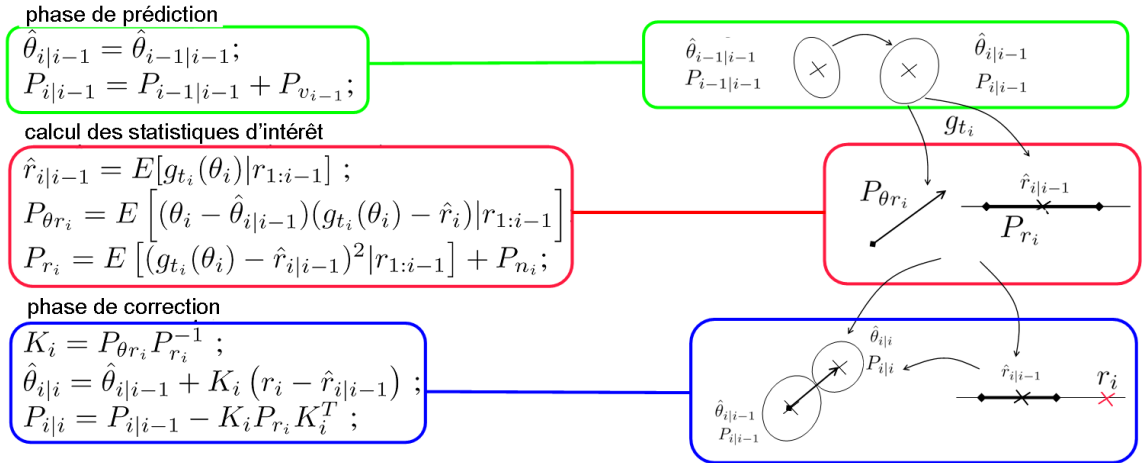 phase de prédiction
θ̂_{i|i−1} = θ̂_{i−1|i−1};
P_{i|i−1} = P_{i−1|i−1} + P_{v_{i−1}};
θ̂_{i−1|i−1}
P_{i−1|i−1}
θ̂_{i|i−1}
P_{i|i−1}
g_{t_i}
calcul des statistiques d'intérêt
r̂_{i|i−1} = E[g_{t_i}(θ_i)|r_{1:i−1}] ;
P_{θr_i} = E [(θ_i − θ̂_{i|i−1})(g_{t_i}(θ_i) − r̂_i)|r_{1:i−1}]
P_{r_i} = E [(g_{t_i}(θ_i) − r̂_{i|i−1})^2|r_{1:i−1}] + P_{n_i};
P_{θr_i}
r̂_{i|i−1}
P_{r_i}
phase de correction
K_i = P_{θr_i} P_{r_i}^{−1} ;
θ̂_{i|i} = θ̂_{i|i−1} + K_i (r_i − r̂_{i|i−1}) ;
P_{i|i} = P_{i|i−1} − K_i P_{r_i} K_i^T ;
θ̂_{i|i}
P_{i|i}
θ̂_{i|i−1}
P_{i|i−1}
r̂_{i|i−1}
r_i